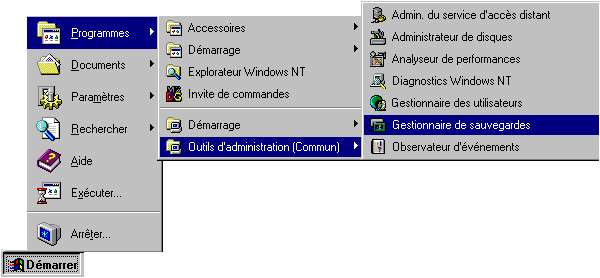 Programmes
Documents
Paramètres
Rechercher
Aide
Exécuter...
Arrêter...
Démarrer
Accessoires
Démarrage
Explorateur Windows NT
Invite de commandes
Démarrage
Outils d'administration (Commun)
Admin. du service d'accès distant
Administrateur de disques
Analyseur de performances
Diagnostics Windows NT
Gestionnaire des utilisateurs
Gestionnaire de sauvegardes
Observateur d'événements